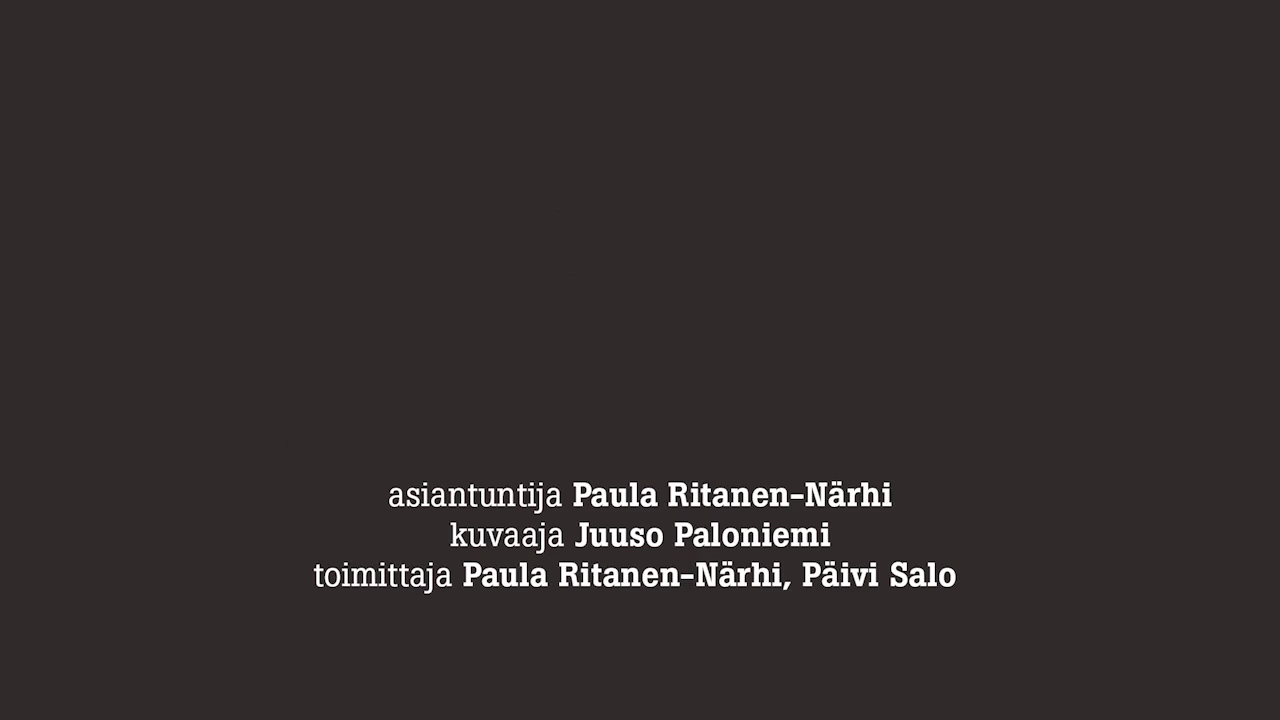 asiantuntija Paula Ritanen–Närhi
kuvaaja Juuso Paloniemi
toimittaja Paula Ritanen–Närhi, Päivi Salo